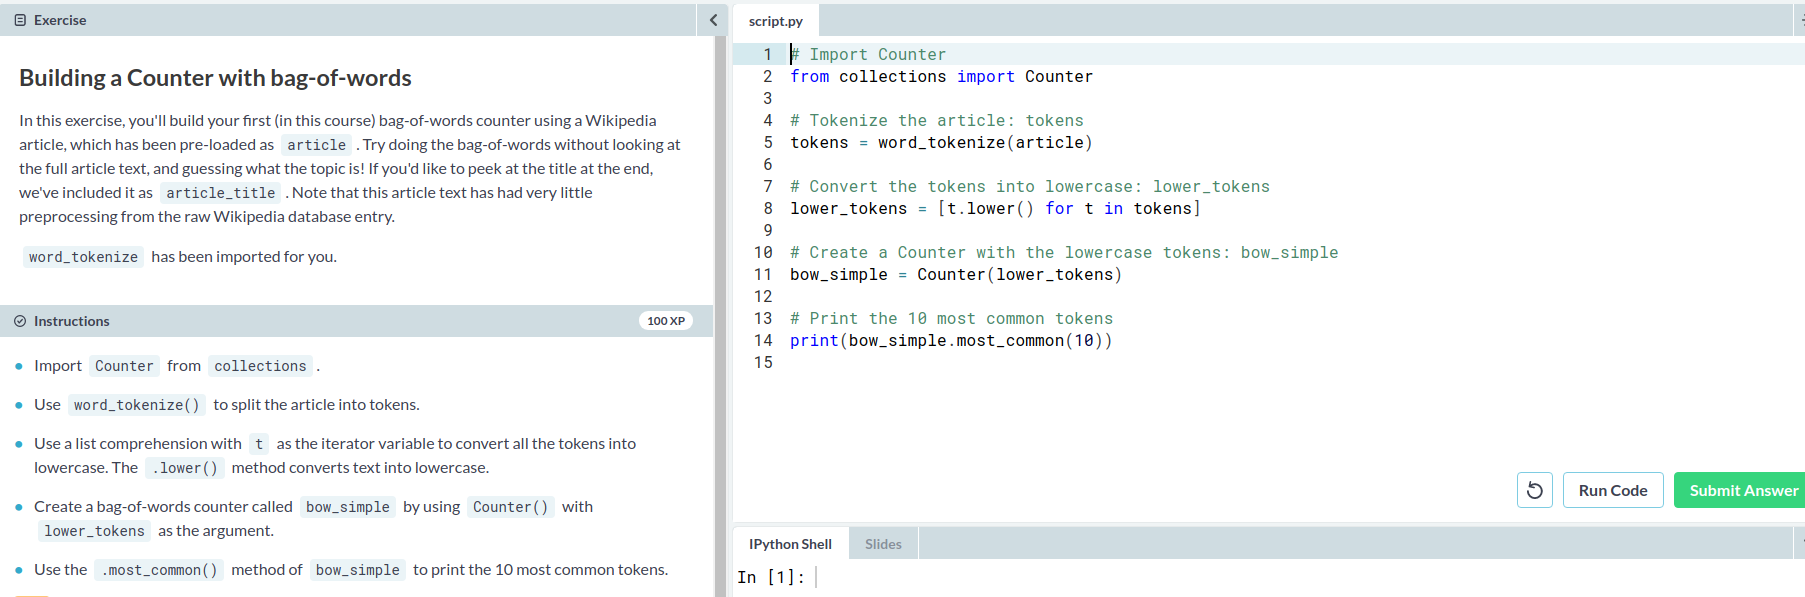 Exercise
Building a Counter with bag-of-words
In this exercise, you'll build your first (in this course) bag-of-words counter using a Wikipedia
article, which has been pre-loaded as article . Try doing the bag-of-words without looking at
the full article text, and guessing what the topic is! If you'd like to peek at the title at the end,
we've included it as article_title . Note that this article text has had very little
preprocessing from the raw Wikipedia database entry.
word_tokenize has been imported for you.
Instructions
100 XP
Import Counter from collections .
Use word_tokenize() to split the article into tokens.
Use a list comprehension with t as the iterator variable to convert all the tokens into
lowercase. The .lower() method converts text into lowercase.
Create a bag-of-words counter called bow_simple by using Counter() with
lower_tokens as the argument.
Use the .most_common() method of bow_simple to print the 10 most common tokens.
script.py
1 # Import Counter
2 from collections import Counter
3
4 # Tokenize the article: tokens
5 tokens = word_tokenize(article)
6
7 # Convert the tokens into lowercase: lower_tokens
8 lower_tokens = [t.lower() for t in tokens]
9
10 # Create a Counter with the lowercase tokens: bow_simple
11 bow_simple = Counter(lower_tokens)
12
13 # Print the 10 most common tokens
14 print(bow_simple.most_common(10))
15
Run Code
Submit Answer
IPython Shell
Slides
In [1]: